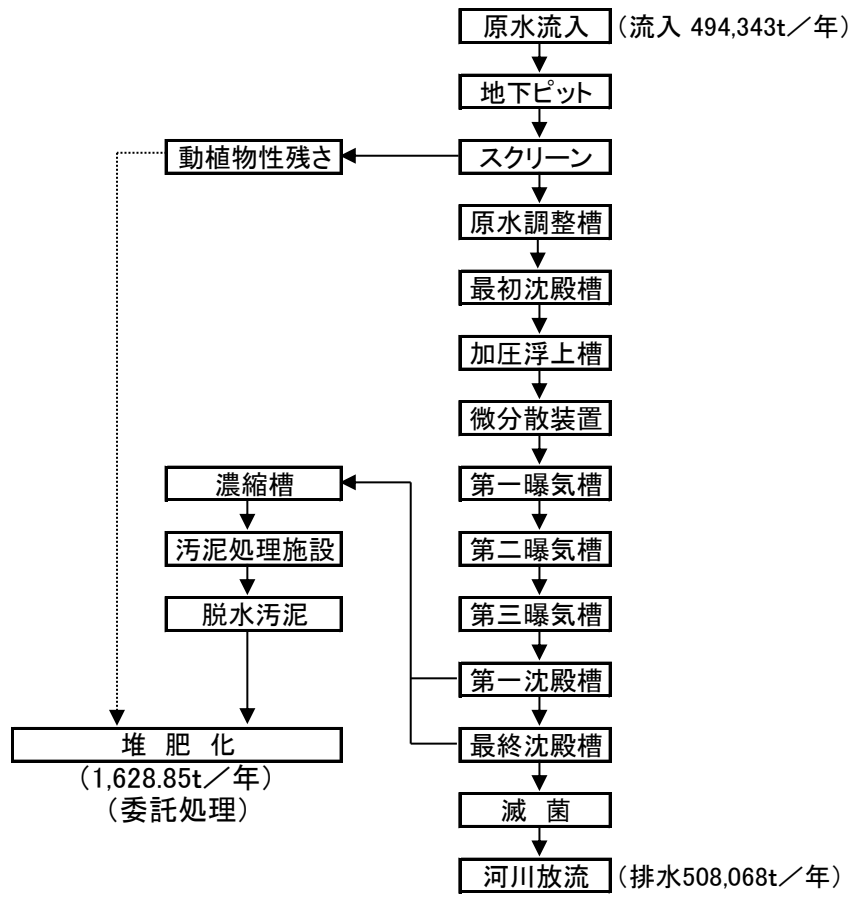 原水流入 (流入 494,343t/年)
地下ピット
動植物性残さ スクリーン
原水調整槽
最初沈殿槽
加圧浮上槽
微分散装置
濃縮槽 第一曝気槽
汚泥処理施設 第二曝気槽
脱水汚泥 第三曝気槽
第一沈殿槽
堆 肥 化 最終沈殿槽
(1,628.85t/年)
(委託処理) 滅 菌
河川放流 (排水508,068t/年)